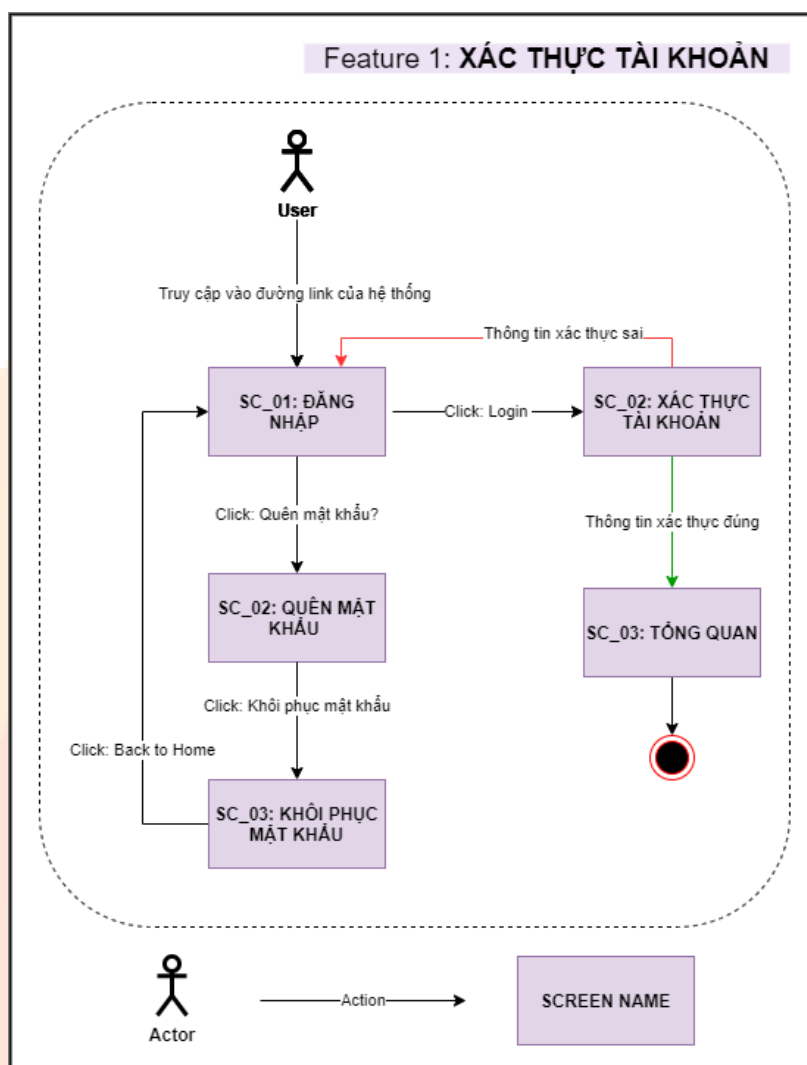 Feature 1: XÁC THỰC TÀI KHOẢN
User
Truy cập vào đường link của hệ thống
Thông tin xác thực sai
SC_01: ĐĂNG
NHẬP
Click: Login
SC_02: XÁC THỰC
TÀI KHOẢN
Click: Quên mật khẩu?
Thông tin xác thực đúng
SC_02: QUÊN MẬT
KHẨU
SC_03: TỔNG QUAN
Click: Khôi phục mật khẩu
Click: Back to Home
SC_03: KHÔI PHỤC
MẬT KHẨU
Actor
Action
SCREEN NAME